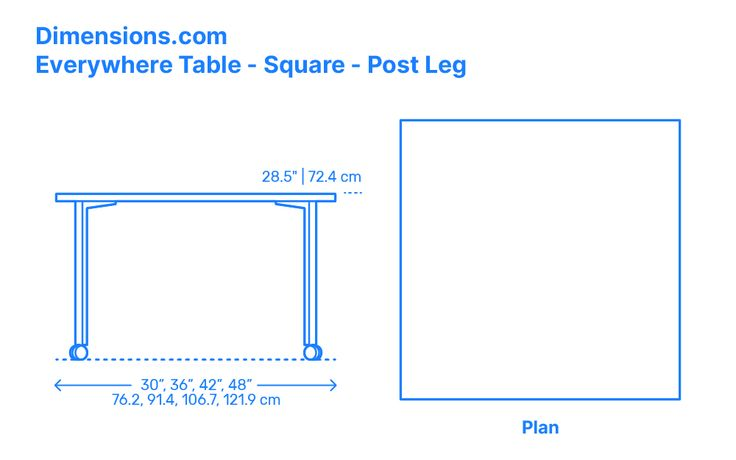 Dimensions.com
Everywhere Table - Square - Post Leg
28.5" | 72.4 cm
30”, 36”, 42”, 48”
76.2, 91.4, 106.7, 121.9 cm
Plan